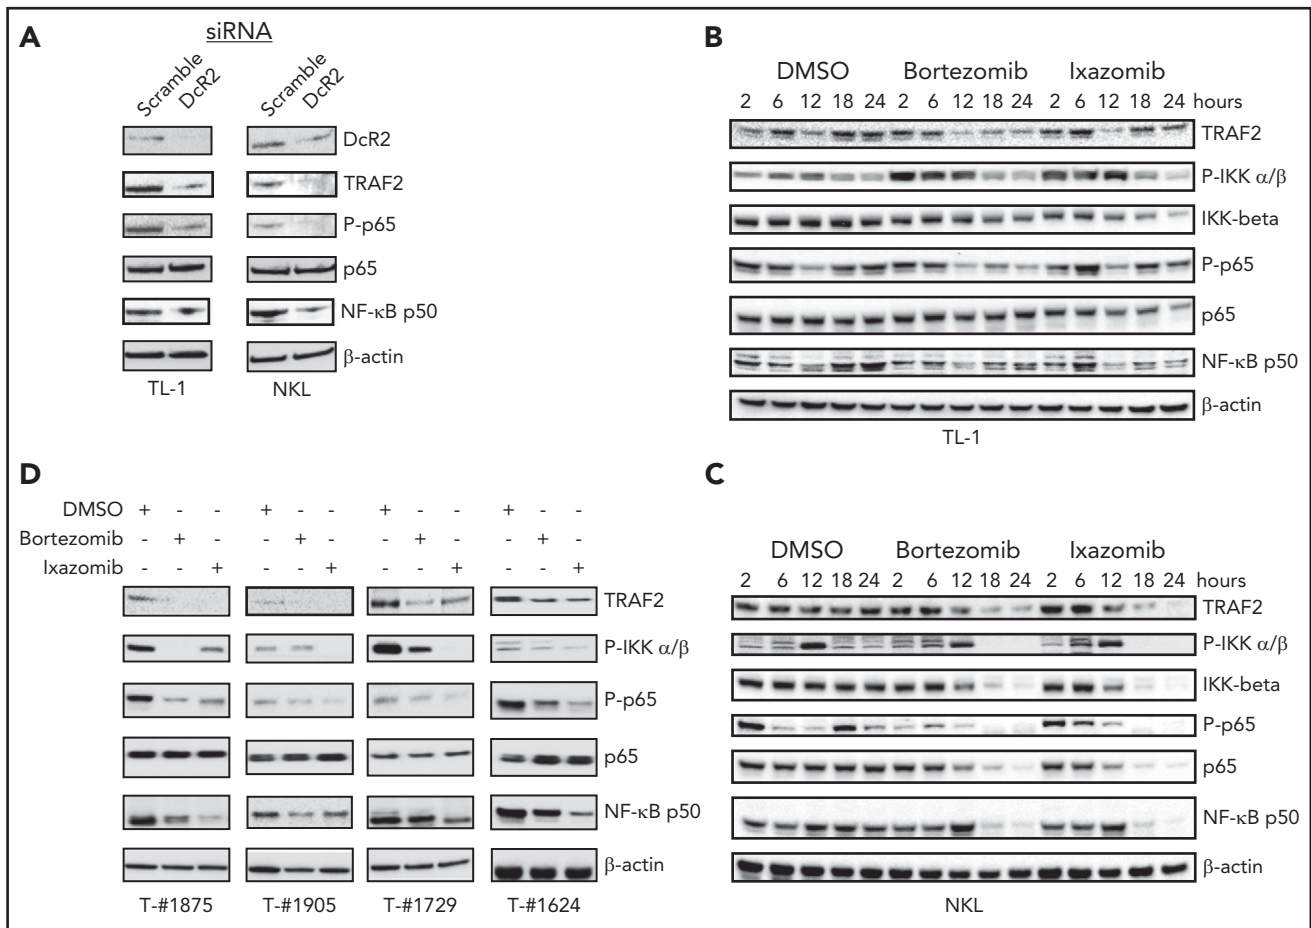 A
siRNA
Scramble
DcR2
Scramble
DcR2
DcR2
TRAF2
P-p65
p65
NF-κB p50
β-actin
TL-1
NKL
B
DMSO Bortezomib Ixazomib
2 6 12 18 24 2 6 12 18 24 2 6 12 18 24 hours
TRAF2
P-IKK α/β
IKK-beta
P-p65
p65
NF-κB p50
β-actin
TL-1
D
DMSO + - - + - - + - - + - -
Bortezomib - + - - + - - + - - + -
Ixazomib - - + - - + - - + - - +
TRAF2
P-IKK α/β
P-p65
p65
NF-κB p50
β-actin
T-#1875 T-#1905 T-#1729 T-#1624
C
DMSO Bortezomib Ixazomib
2 6 12 18 24 2 6 12 18 24 2 6 12 18 24 hours
TRAF2
P-IKK α/β
IKK-beta
P-p65
p65
NF-κB p50
β-actin
NKL